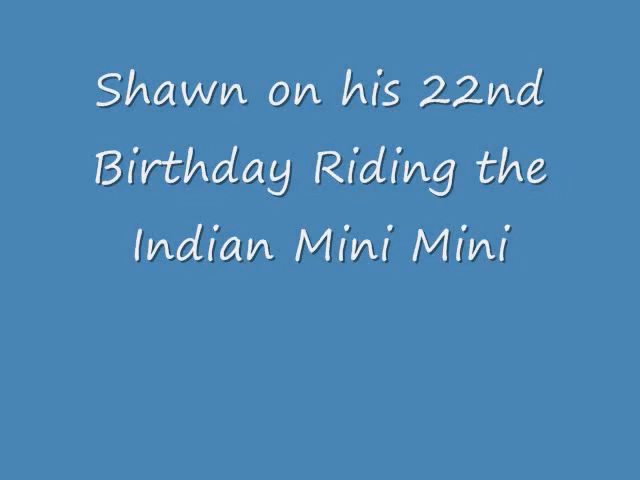 Shawn on his 22nd
Birthday Riding the
Indian Mini Mini